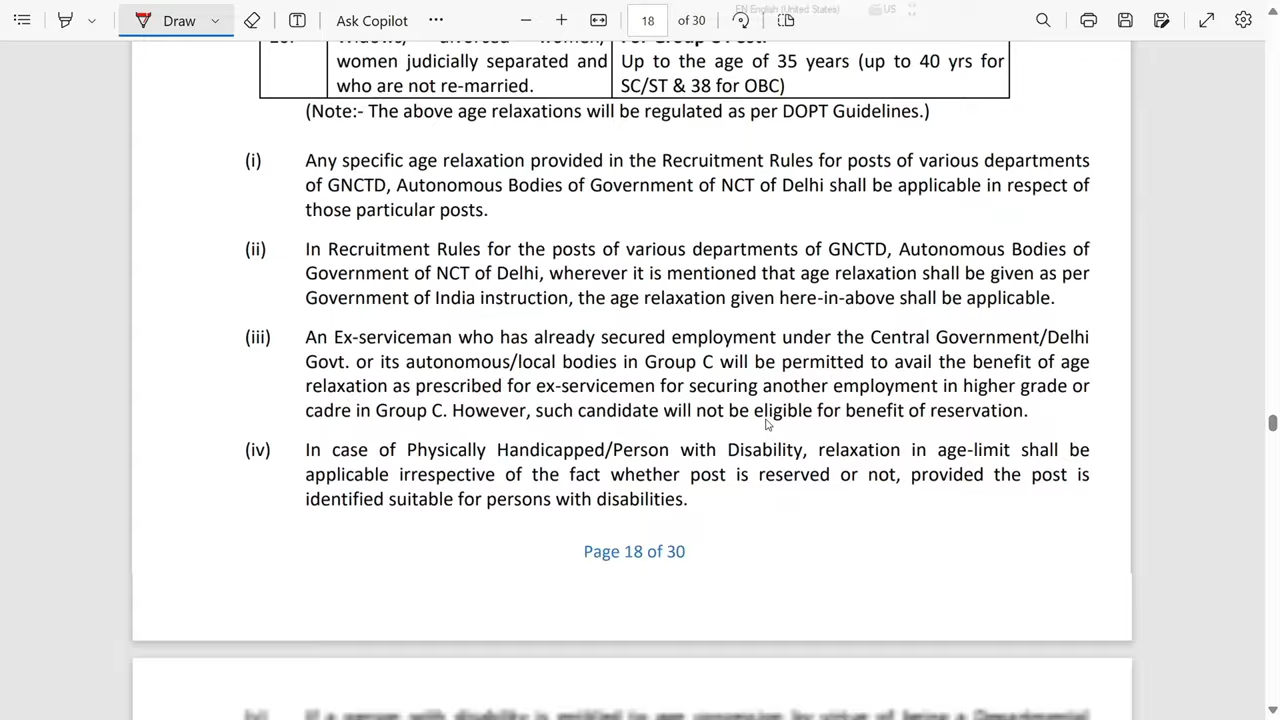 EN English (United States) US
Draw Ask Copilot 18 of 30
women judicially separated and
who are not re-married.
Up to the age of 35 years (up to 40 yrs for
SC/ST & 38 for OBC)
(Note:- The above age relaxations will be regulated as per DOPT Guidelines.)
(i) Any specific age relaxation provided in the Recruitment Rules for posts of various departments
of GNCTD, Autonomous Bodies of Government of NCT of Delhi shall be applicable in respect of
those particular posts.
(ii) In Recruitment Rules for the posts of various departments of GNCTD, Autonomous Bodies of
Government of NCT of Delhi, wherever it is mentioned that age relaxation shall be given as per
Government of India instruction, the age relaxation given here-in-above shall be applicable.
(iii) An Ex-serviceman who has already secured employment under the Central Government/Delhi
Govt. or its autonomous/local bodies in Group C will be permitted to avail the benefit of age
relaxation as prescribed for ex-servicemen for securing another employment in higher grade or
cadre in Group C. However, such candidate will not be eligible for benefit of reservation.
(iv) In case of Physically Handicapped/Person with Disability, relaxation in age-limit shall be
applicable irrespective of the fact whether post is reserved or not, provided the post is
identified suitable for persons with disabilities.
Page 18 of 30